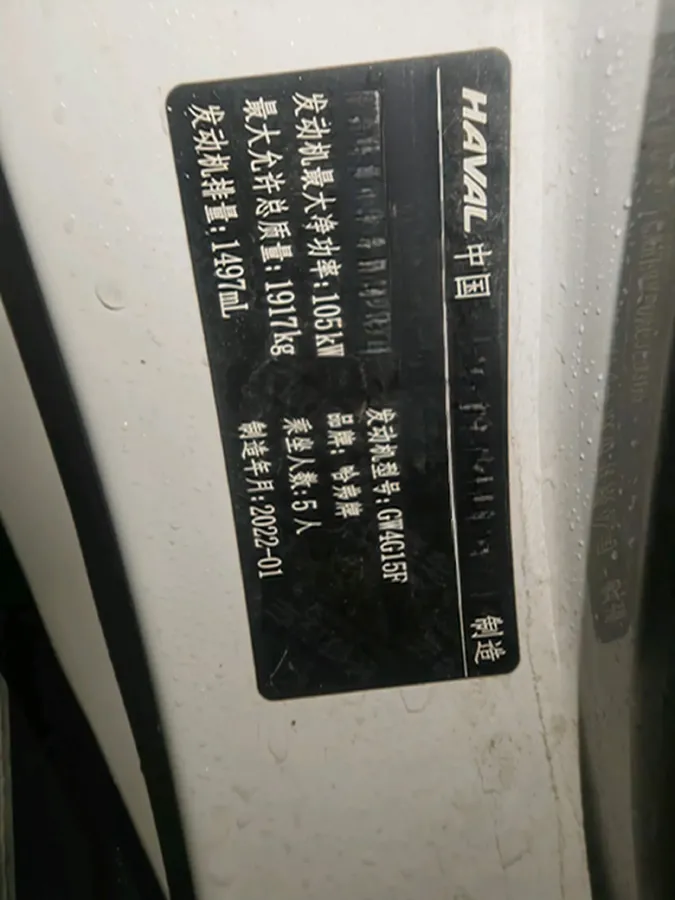 HAVAL 中国 制造
发动机型号:GW4G15F
品牌:哈弗牌
发动机最大净功率:105kW
乘坐人数:5人
最大允许总质量:1917kg
制造年月:2022-01
发动机排量:1497mL